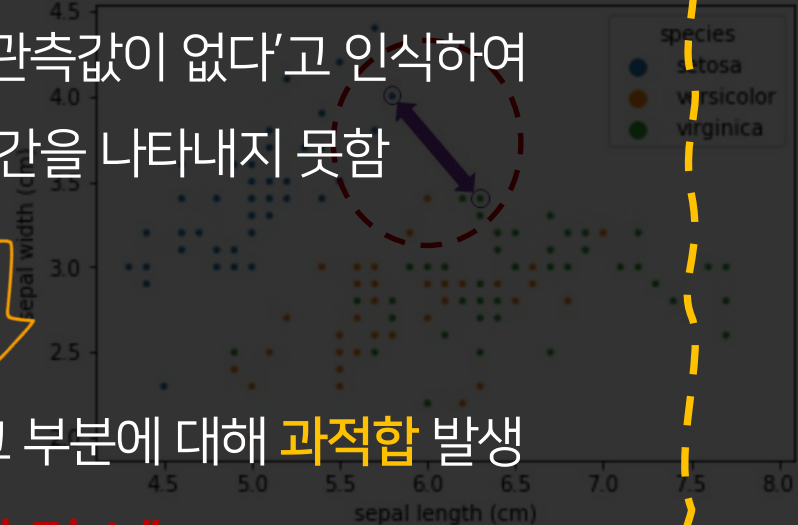 4.5
관측값이 없다’고 인식하여
species
setosa
versicolor
virginica
4.0
간을 나타내지 못함
3.5
sepal width (cm)
3.0
2.5
부분에 대해 과적합 발생
4.5 5.0 5.5 6.0 6.5 7.0 7.5 8.0
sepal length (cm)